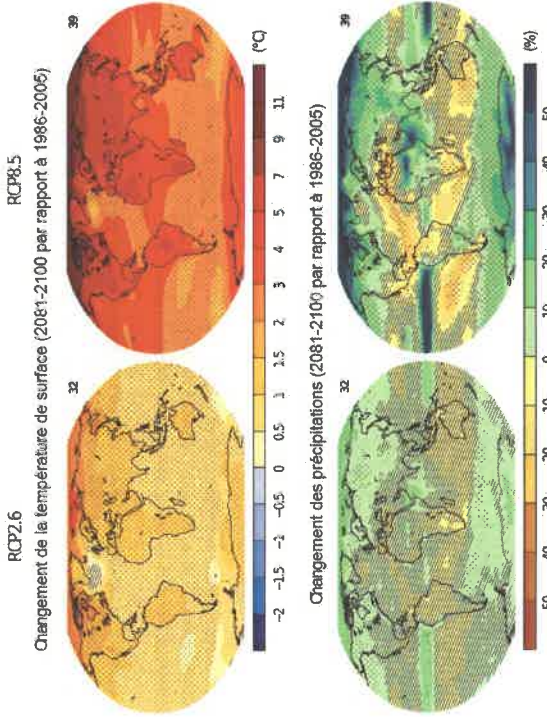 RCP2.6 RCP8.5
Changement de la température de surface (2081-2100 par rapport à 1986-2005)
32 39
(°C)
−2 −1.5 −1 −0.5 0 0.5 1 1.5 2 3 4 5 7 9 11
Changement des précipitations (2081-2100 par rapport à 1986-2005)
32 39
(%)
50 40 30 20 10 0 10 20 30 40 50